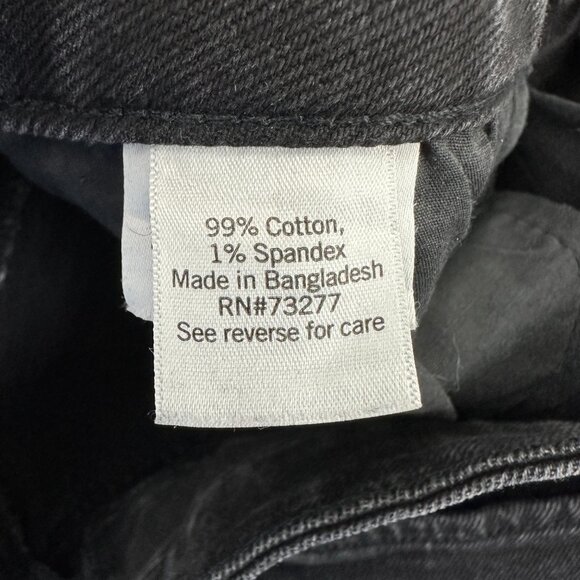 99% Cotton,
1% Spandex
Made in Bangladesh
RN#73277
See reverse for care